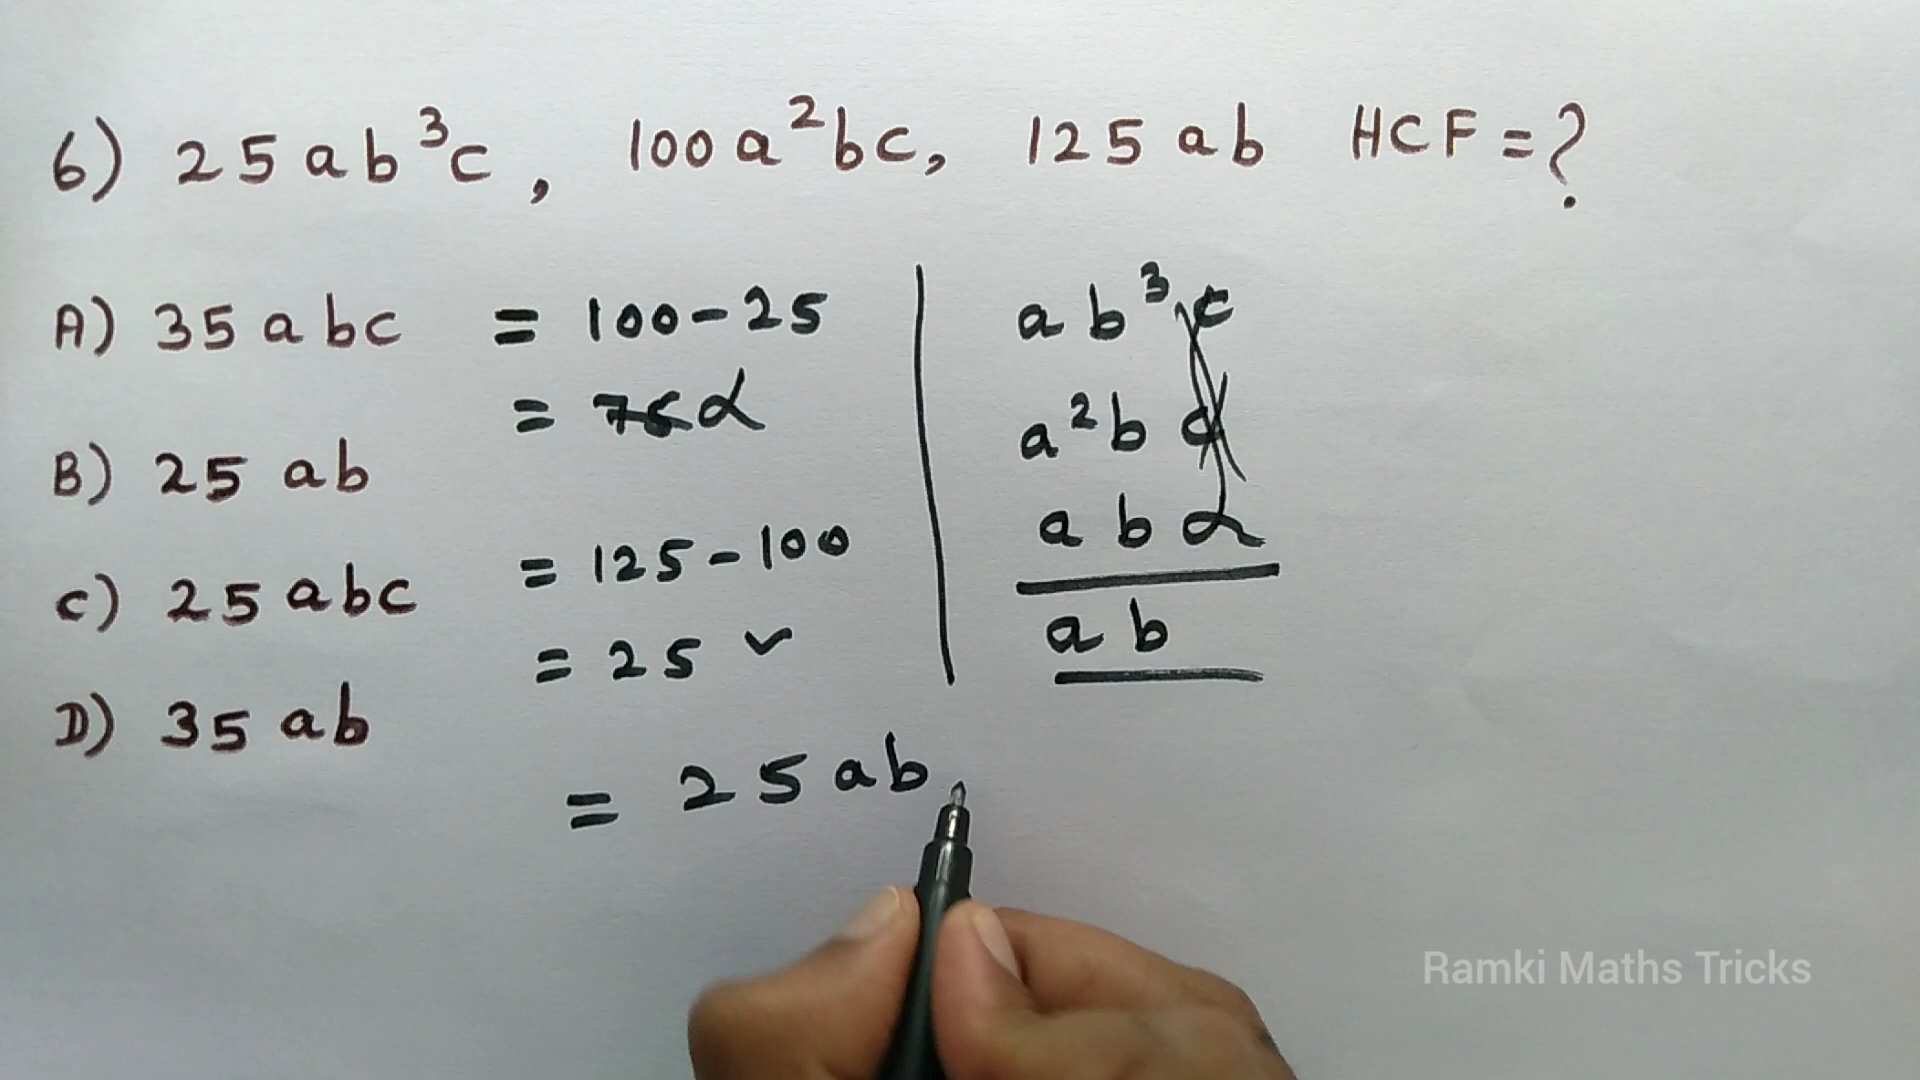 6) 25ab³c, 100a²bc, 125ab HCF = ?
A) 35abc
B) 25ab
C) 25abc
D) 35ab
= 100-25
= 75
= 125-100
= 25 ✓
= 25ab
ab³c
a²bc
ab
ab
Ramki Maths Tricks